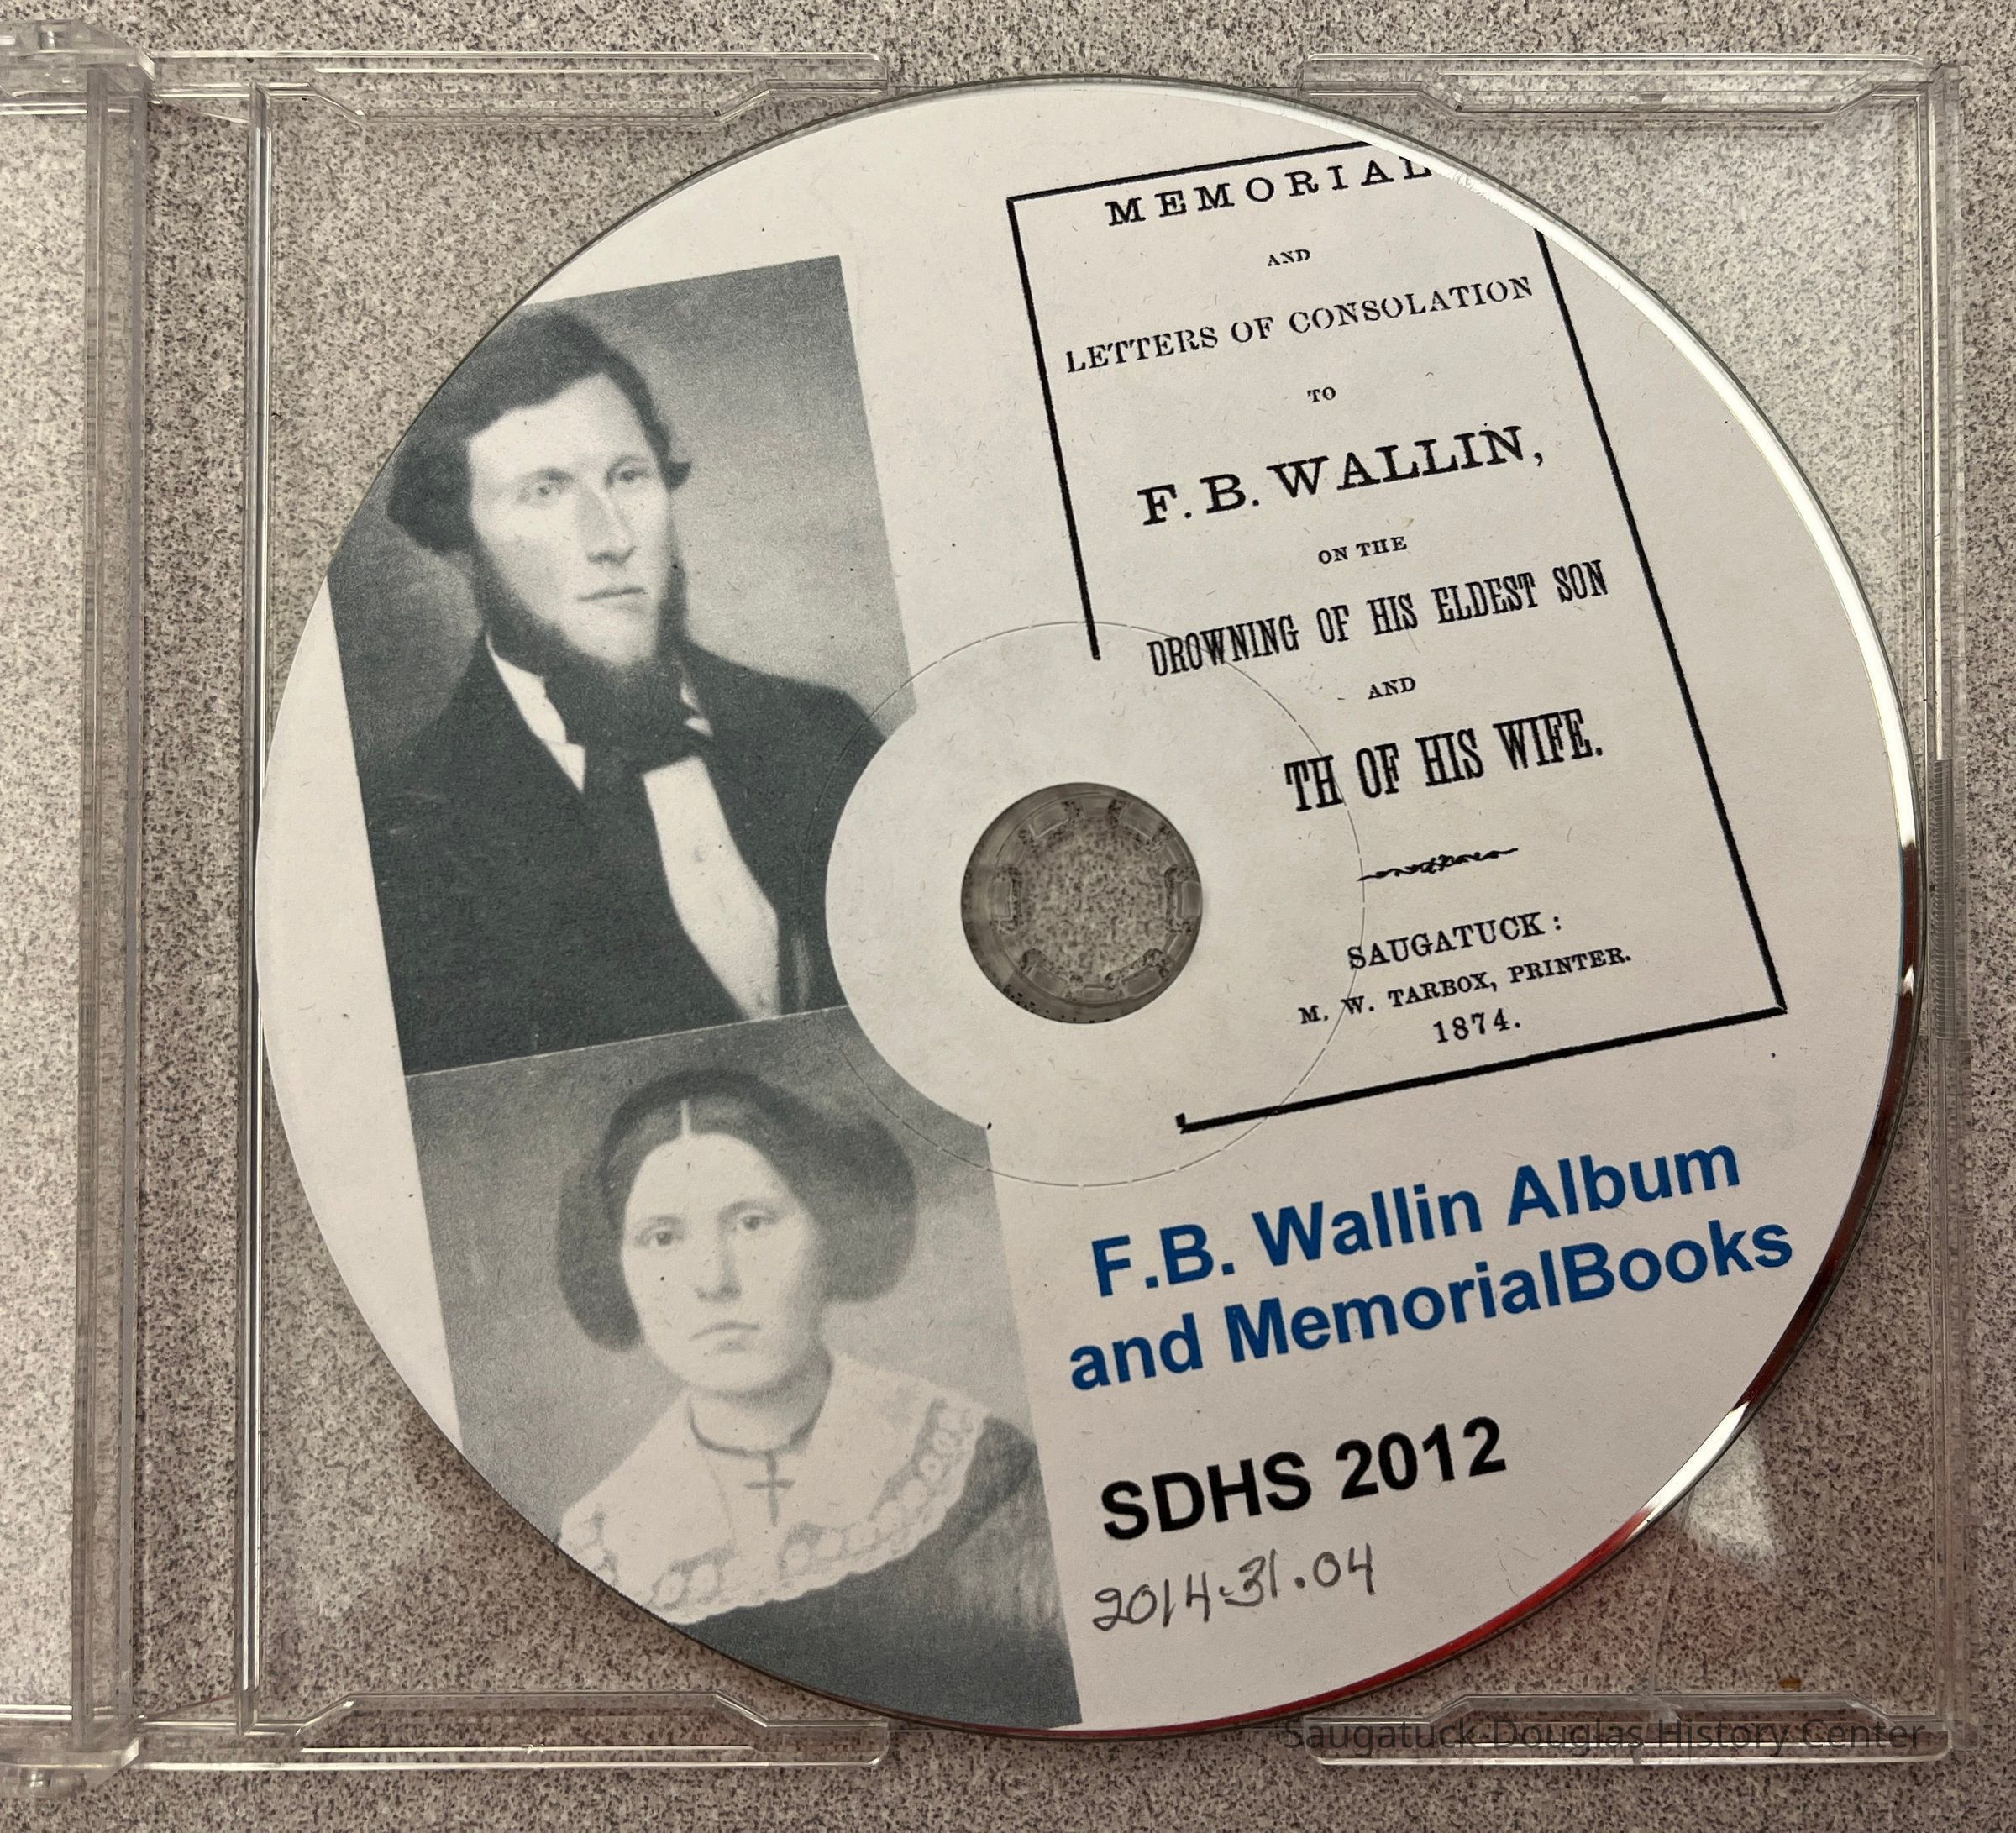 MEMORIAL
AND
LETTERS OF CONSOLATION
TO
F. B. WALLIN,
ON THE
DROWNING OF HIS ELDEST SON
AND
TH OF HIS WIFE.
SAUGATUCK :
M. W. TARBOX, PRINTER.
1874.
F.B. Wallin Album
and MemorialBooks
SDHS 2012
2014.31.04
Saugatuck-Douglas History Center